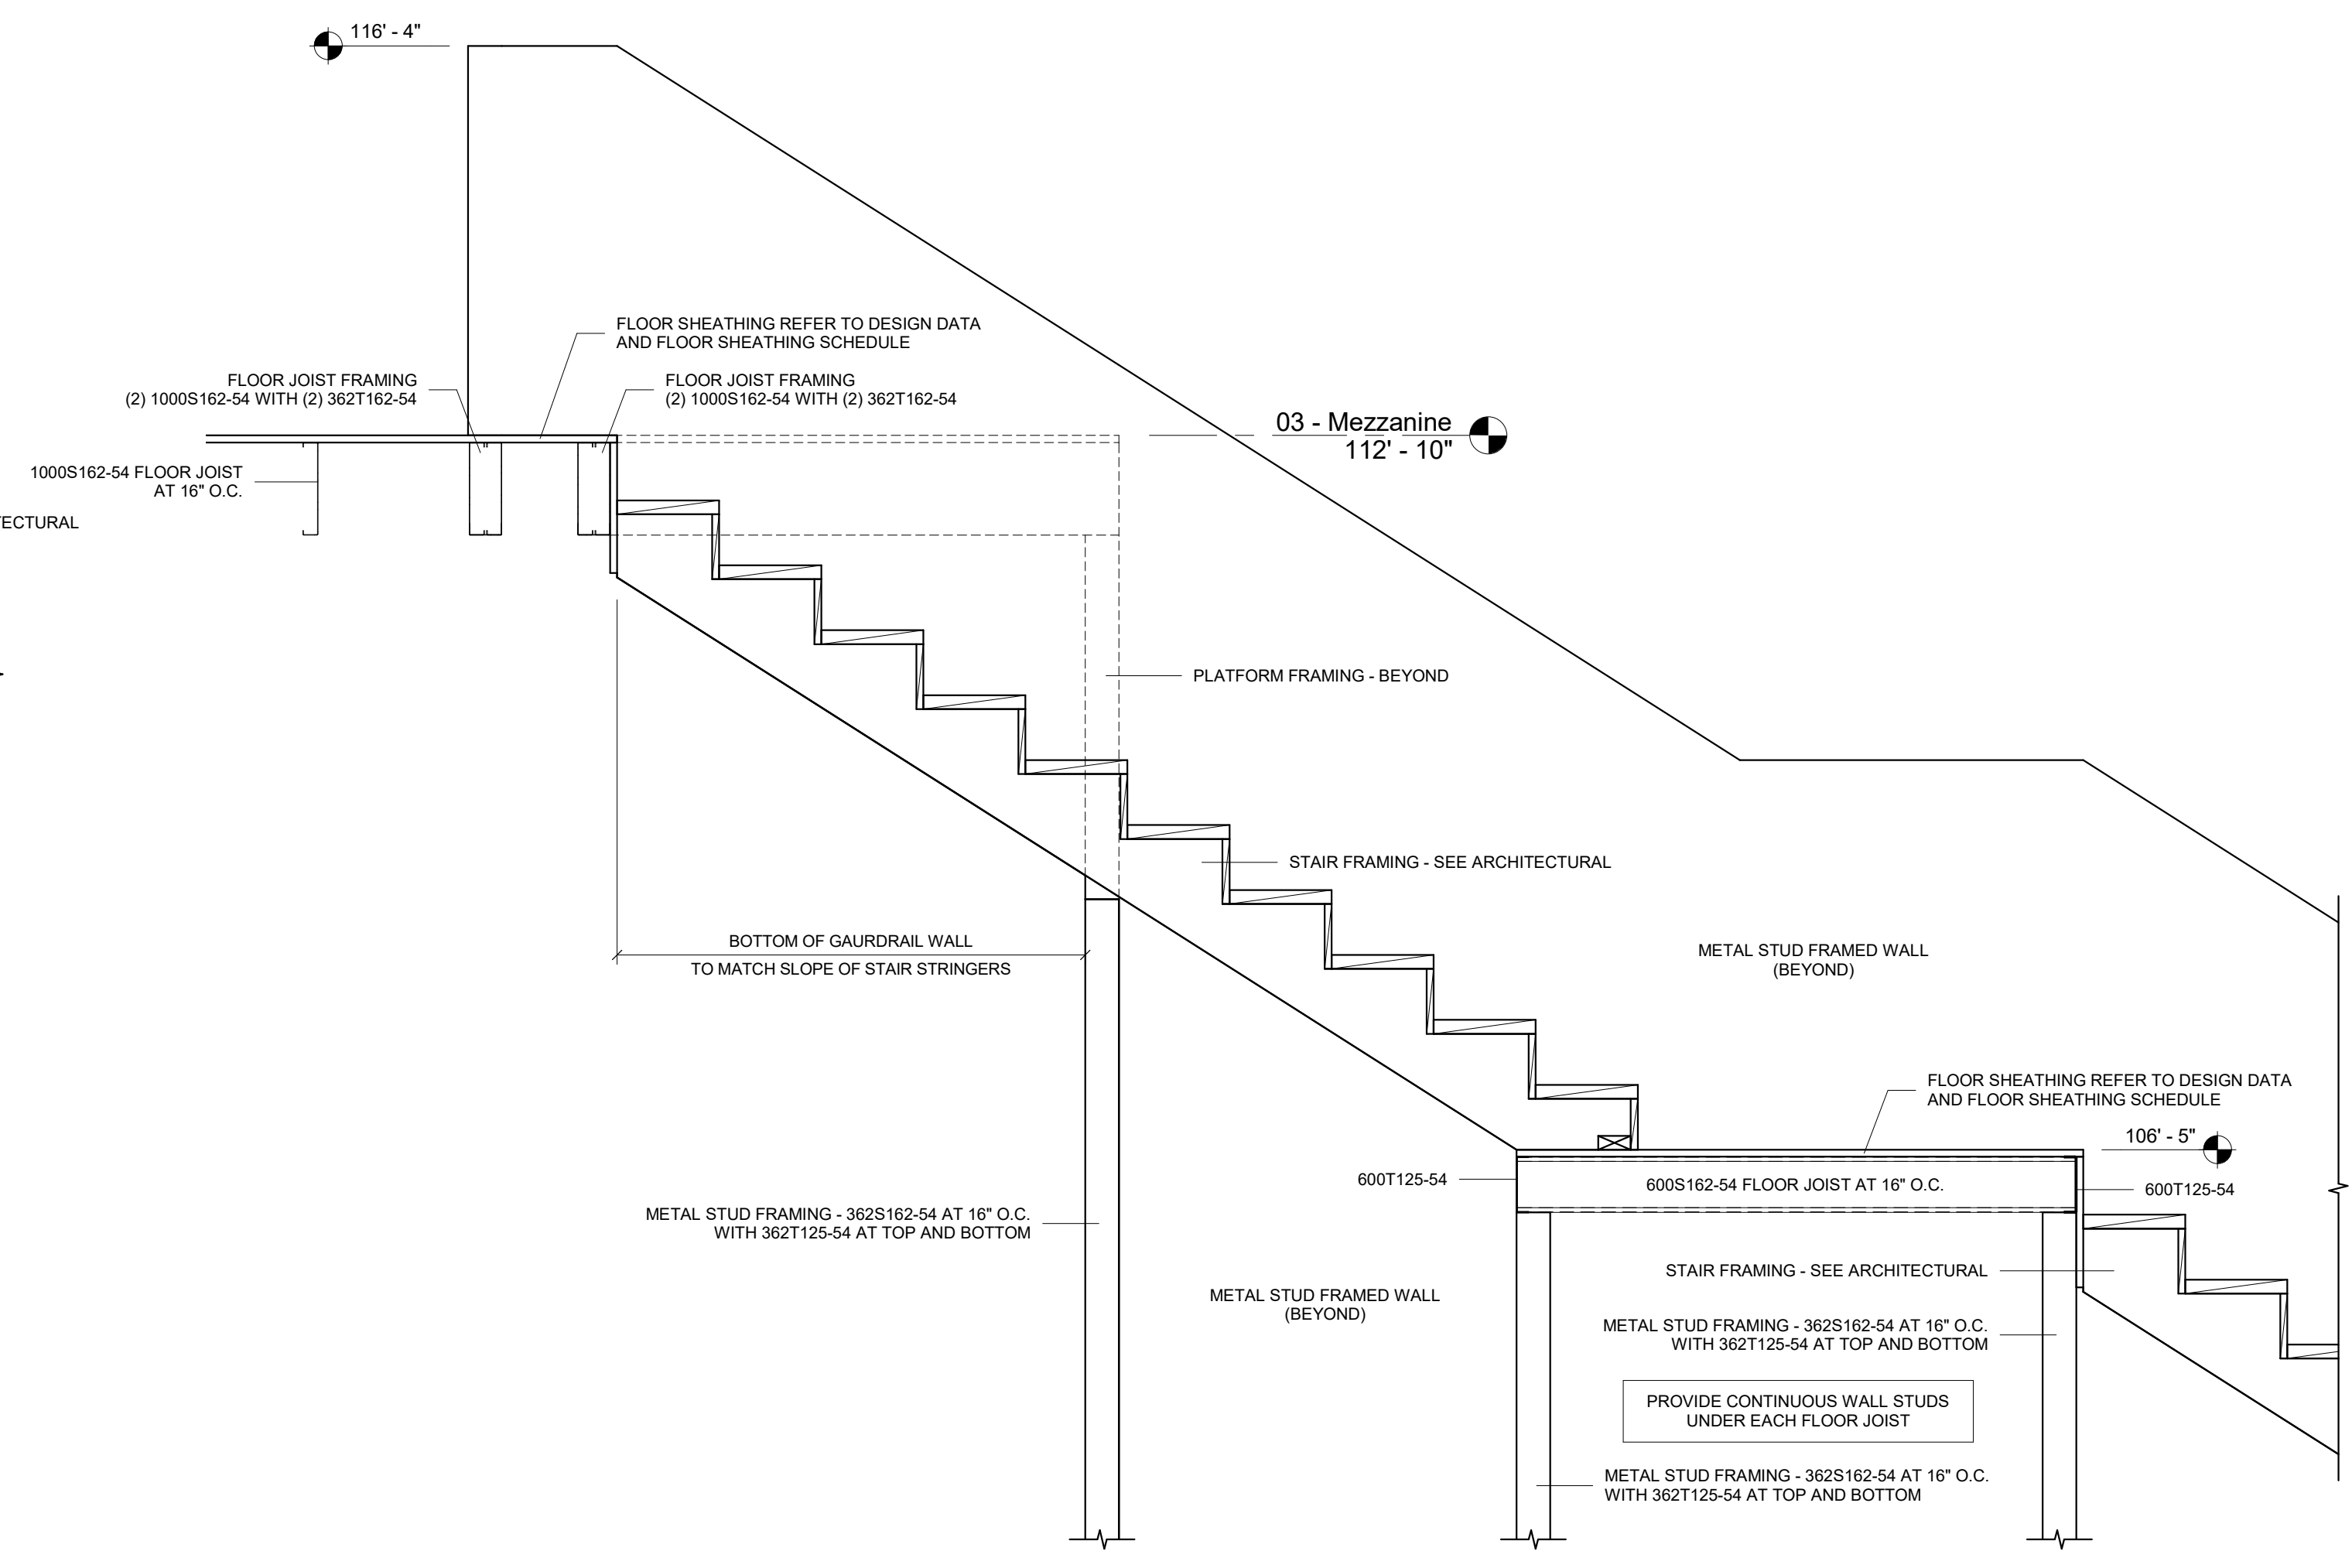 116' - 4"
FLOOR SHEATHING REFER TO DESIGN DATA
AND FLOOR SHEATHING SCHEDULE
FLOOR JOIST FRAMING
(2) 1000S162-54 WITH (2) 362T162-54
FLOOR JOIST FRAMING
(2) 1000S162-54 WITH (2) 362T162-54
03 - Mezzanine
112' - 10"
1000S162-54 FLOOR JOIST
AT 16" O.C.
ECTURAL
PLATFORM FRAMING - BEYOND
STAIR FRAMING - SEE ARCHITECTURAL
BOTTOM OF GAURDRAIL WALL
TO MATCH SLOPE OF STAIR STRINGERS
METAL STUD FRAMED WALL
(BEYOND)
FLOOR SHEATHING REFER TO DESIGN DATA
AND FLOOR SHEATHING SCHEDULE
106' - 5"
600T125-54
600S162-54 FLOOR JOIST AT 16" O.C.
600T125-54
METAL STUD FRAMING - 362S162-54 AT 16" O.C.
WITH 362T125-54 AT TOP AND BOTTOM
STAIR FRAMING - SEE ARCHITECTURAL
METAL STUD FRAMED WALL
(BEYOND)
METAL STUD FRAMING - 362S162-54 AT 16" O.C.
WITH 362T125-54 AT TOP AND BOTTOM
PROVIDE CONTINUOUS WALL STUDS
UNDER EACH FLOOR JOIST
METAL STUD FRAMING - 362S162-54 AT 16" O.C.
WITH 362T125-54 AT TOP AND BOTTOM